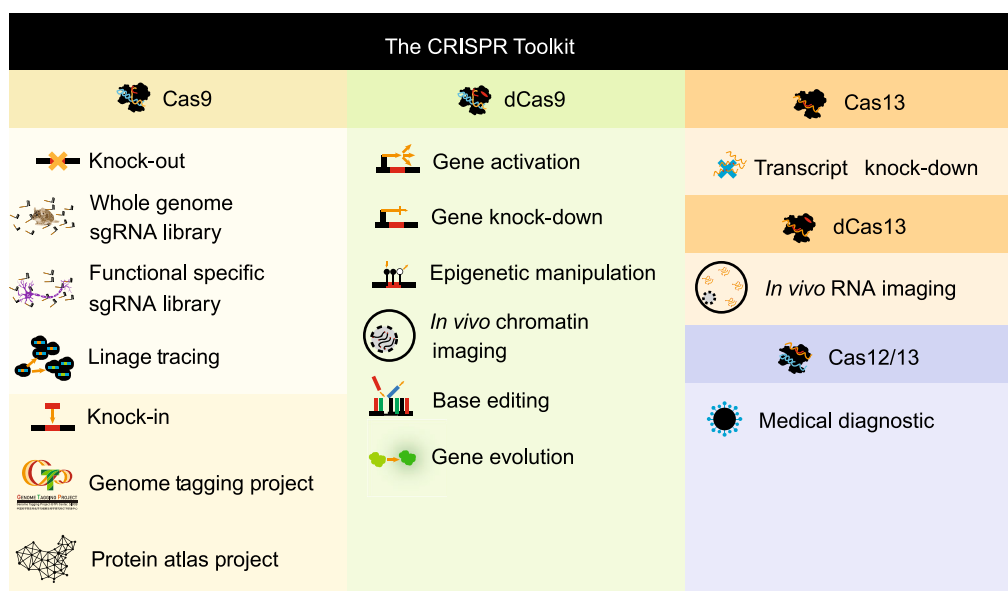 The CRISPR Toolkit
Cas9
Knock-out
Whole genome
sgRNA library
Functional specific
sgRNA library
Linage tracing
Knock-in
GENOME TAGGING PROJECT
Genome tagging project
Protein atlas project
dCas9
Gene activation
Gene knock-down
Epigenetic manipulation
In vivo chromatin
imaging
Base editing
Gene evolution
Cas13
Transcript knock-down
dCas13
In vivo RNA imaging
Cas12/13
Medical diagnostic